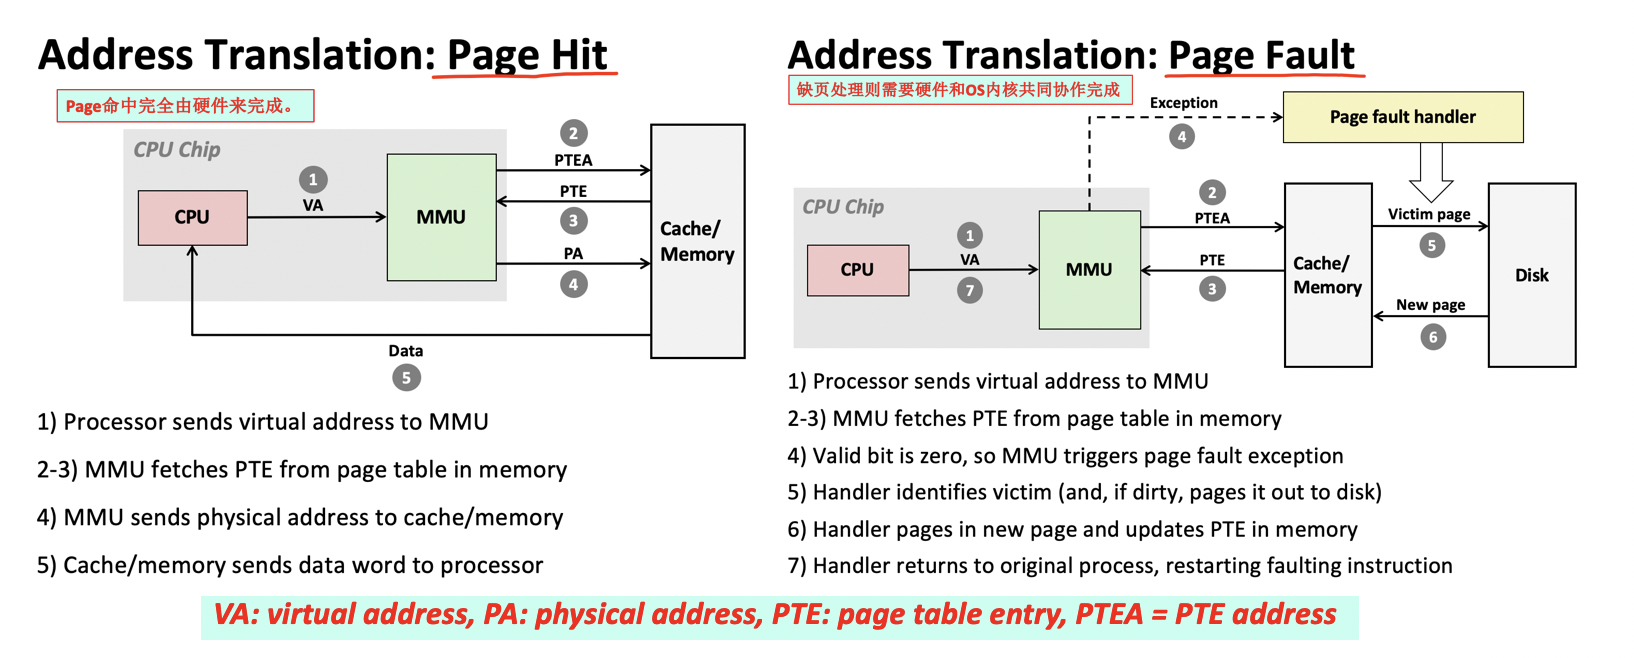 Address Translation: Page Hit
Page命中完全由硬件来完成。
CPU Chip
2
PTEA
1
VA
PTE
CPU
MMU
3
Cache/
Memory
PA
4
Data
5
1) Processor sends virtual address to MMU
2-3) MMU fetches PTE from page table in memory
4) MMU sends physical address to cache/memory
5) Cache/memory sends data word to processor
Address Translation: Page Fault
缺页处理则需要硬件和OS内核共同协作完成
Exception
4
Page fault handler
CPU Chip
2
PTEA
Victim page
1
5
VA
PTE
CPU
MMU
Cache/
Memory
Disk
7
3
New page
6
1) Processor sends virtual address to MMU
2-3) MMU fetches PTE from page table in memory
4) Valid bit is zero, so MMU triggers page fault exception
5) Handler identifies victim (and, if dirty, pages it out to disk)
6) Handler pages in new page and updates PTE in memory
7) Handler returns to original process, restarting faulting instruction
VA: virtual address, PA: physical address, PTE: page table entry, PTEA = PTE address